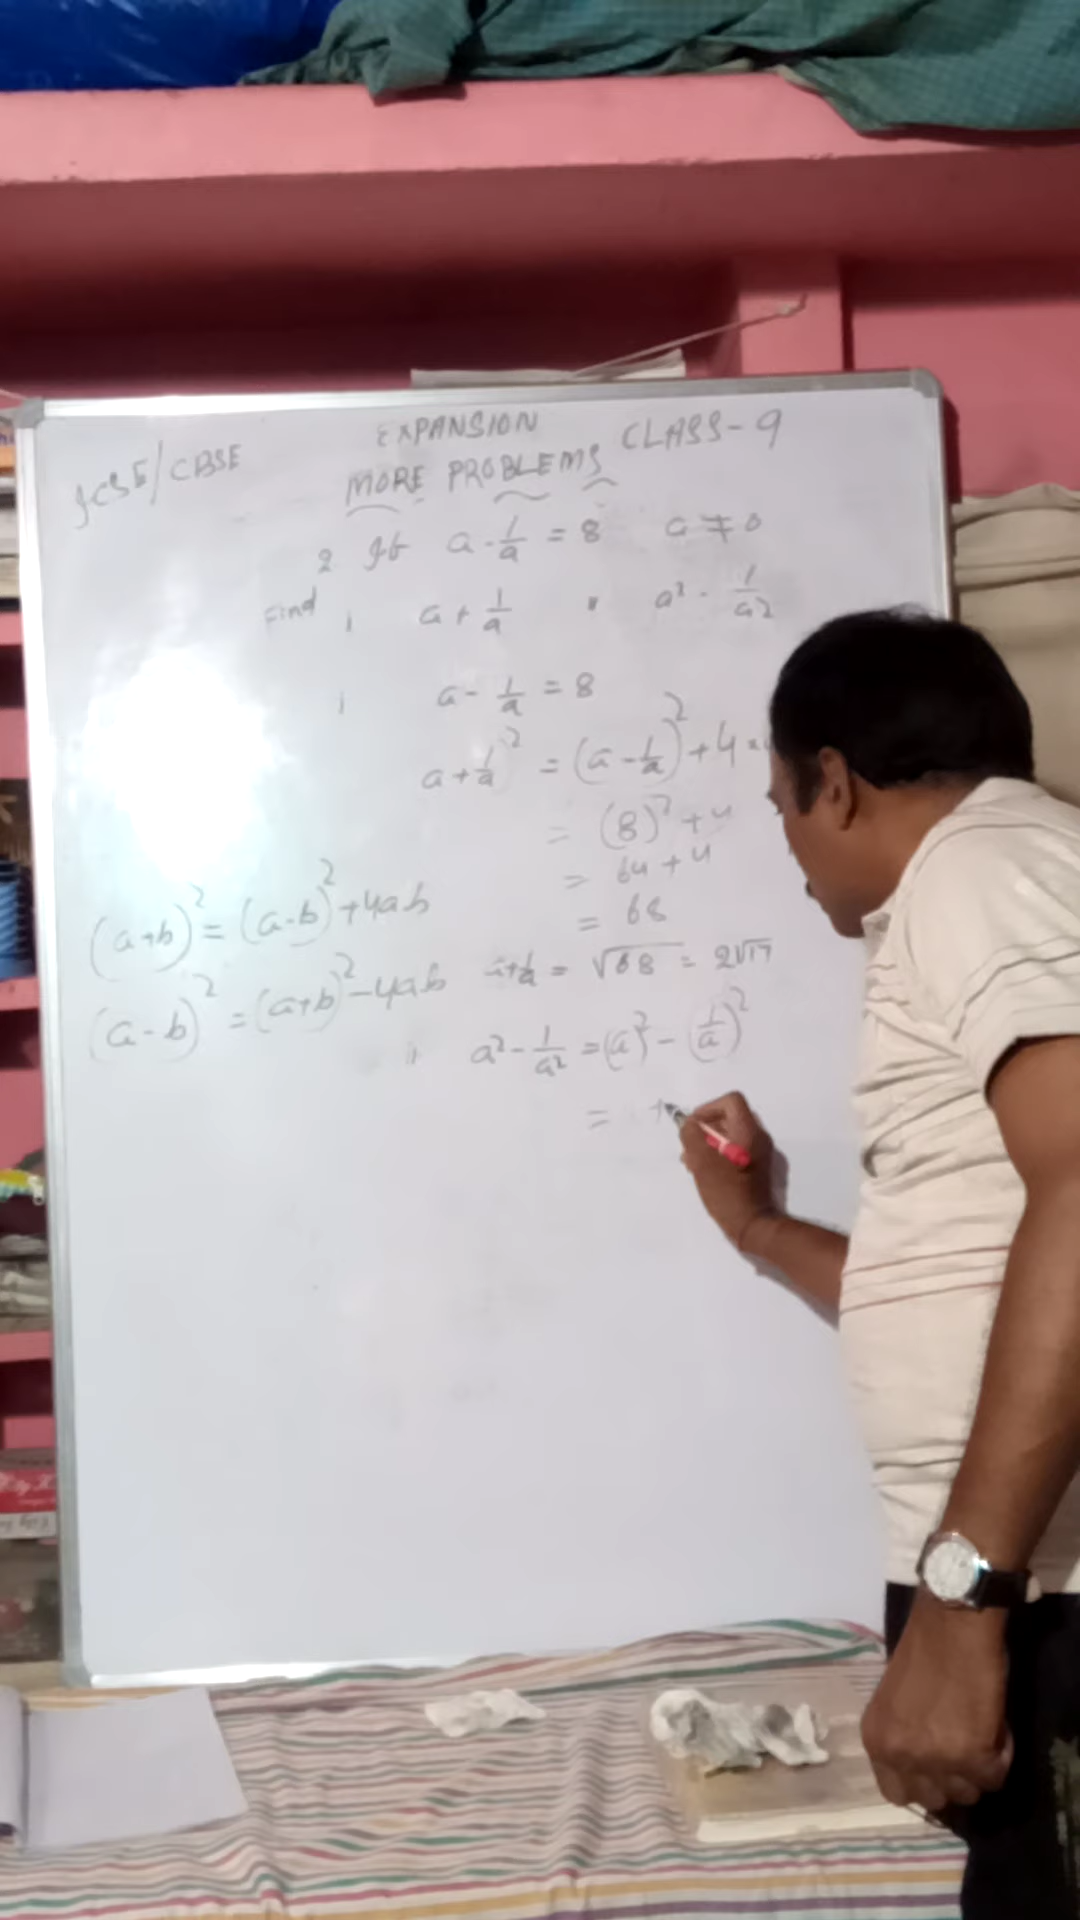 EXPANSION
ICSE/CBSE MORE PROBLEMS CLASS-9
2 If a - 1/a = 8 a ≠ 0
Find i a + 1/a ii a² - 1/a²
i a - 1/a = 8
a + 1/a ² = (a - 1/a)² + 4
= (8)² + 4
= 64 + 4
= 68
(a+b)² = (a-b)² + 4ab
a + 1/a = √68 = 2√17
(a-b)² = (a+b)² - 4ab
ii a² - 1/a² = (a)² - (1/a)²
=